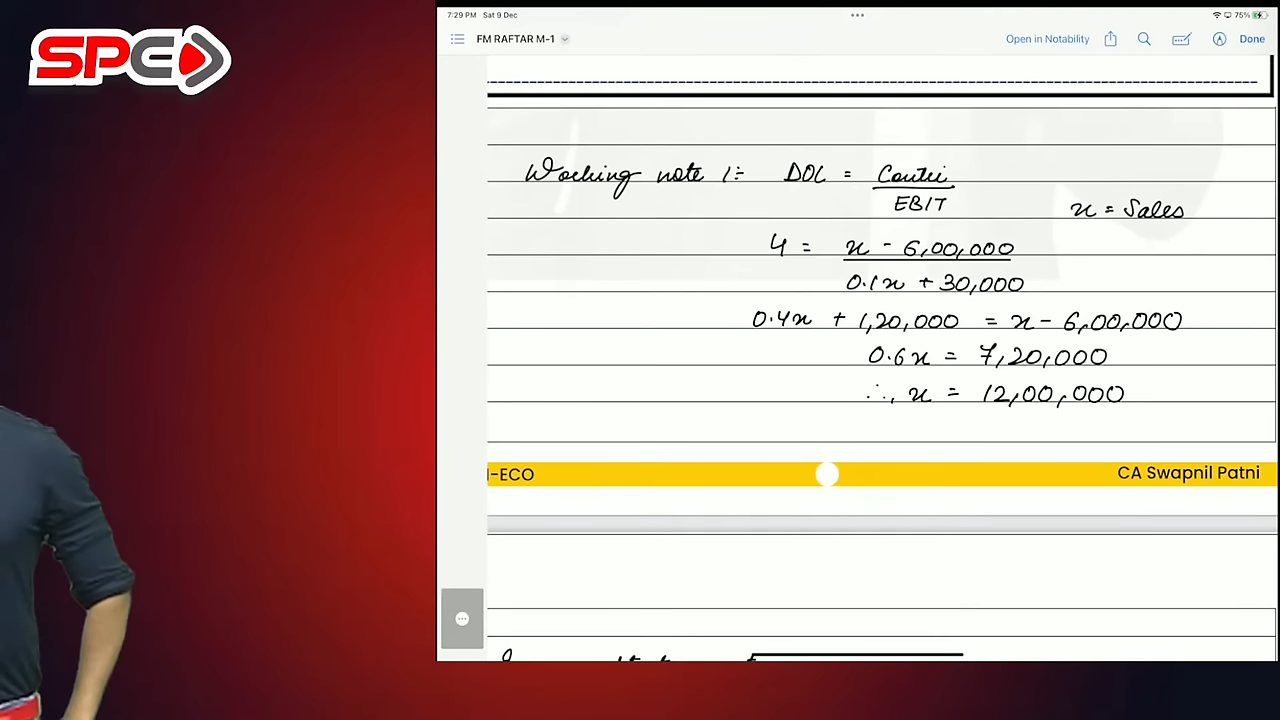 SPC
7:29 PM Sat 9 Dec
75%
FM RAFTAR M-1
Open in Notability
Done
Working note 1:- DOL = Contri
EBIT
x = Sales
4 = x - 6,00,000
0.1x + 30,000
0.4x + 1,20,000 = x - 6,00,000
0.6x = 7,20,000
∴, x = 12,00,000
-ECO
CA Swapnil Patni